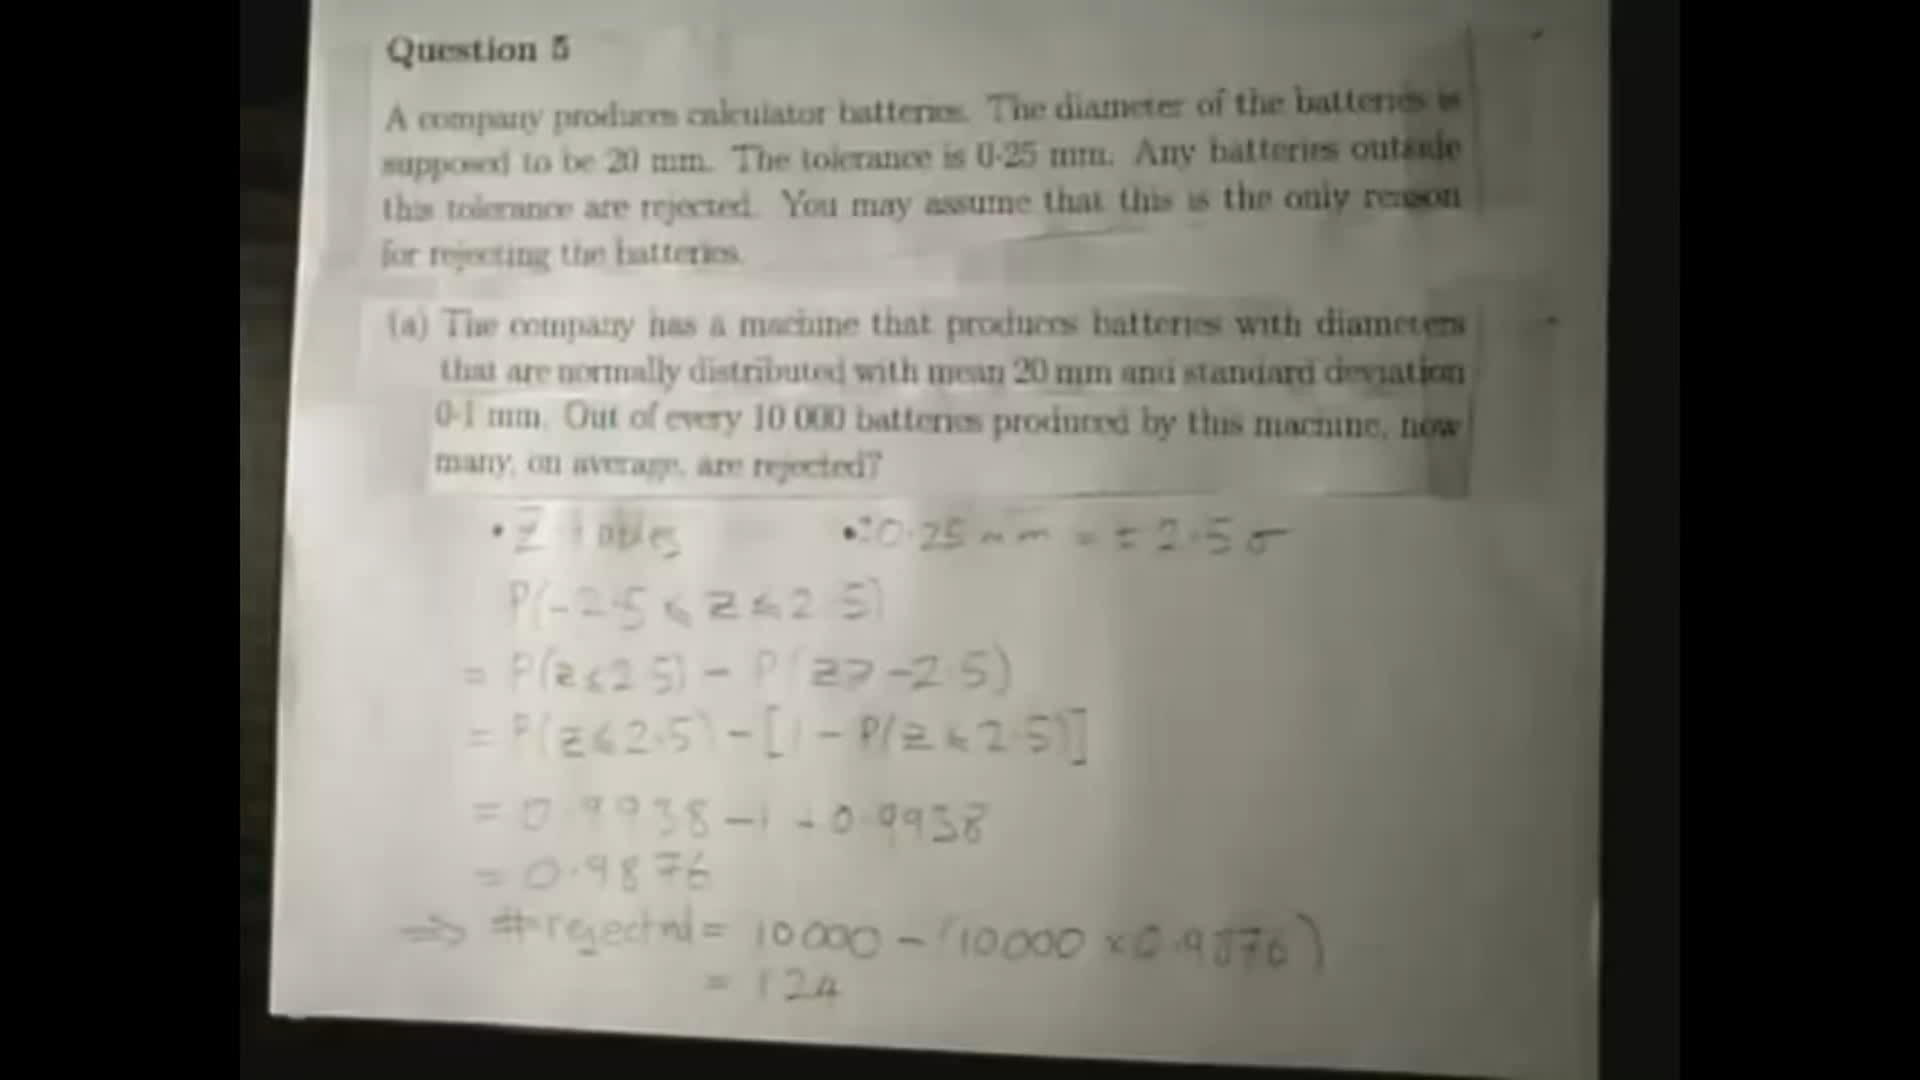 Question 5
A company produces calculator batteries. The diameter of the batteries is
supposed to be 20 mm. The tolerance is 0·25 mm. Any batteries outside
this tolerance are rejected. You may assume that this is the only reason
for rejecting the batteries.
(a) The company has a machine that produces batteries with diameters
that are normally distributed with mean 20 mm and standard deviation
0·1 mm. Out of every 10 000 batteries produced by this machine, how
many, on average, are rejected?
• Z tables •±0·25 mm = ± 2·5 σ
P(-2·5 ≤ Z ≤ 2·5)
= P(Z ≤ 2·5) - P(Z > -2·5)
= P(Z ≤ 2·5) - [1 - P(Z ≤ 2·5)]
= 0·9938 - 1 + 0·9938
= 0·9876
⇒ #rejected = 10000 - (10000 × 0·9876)
= 124